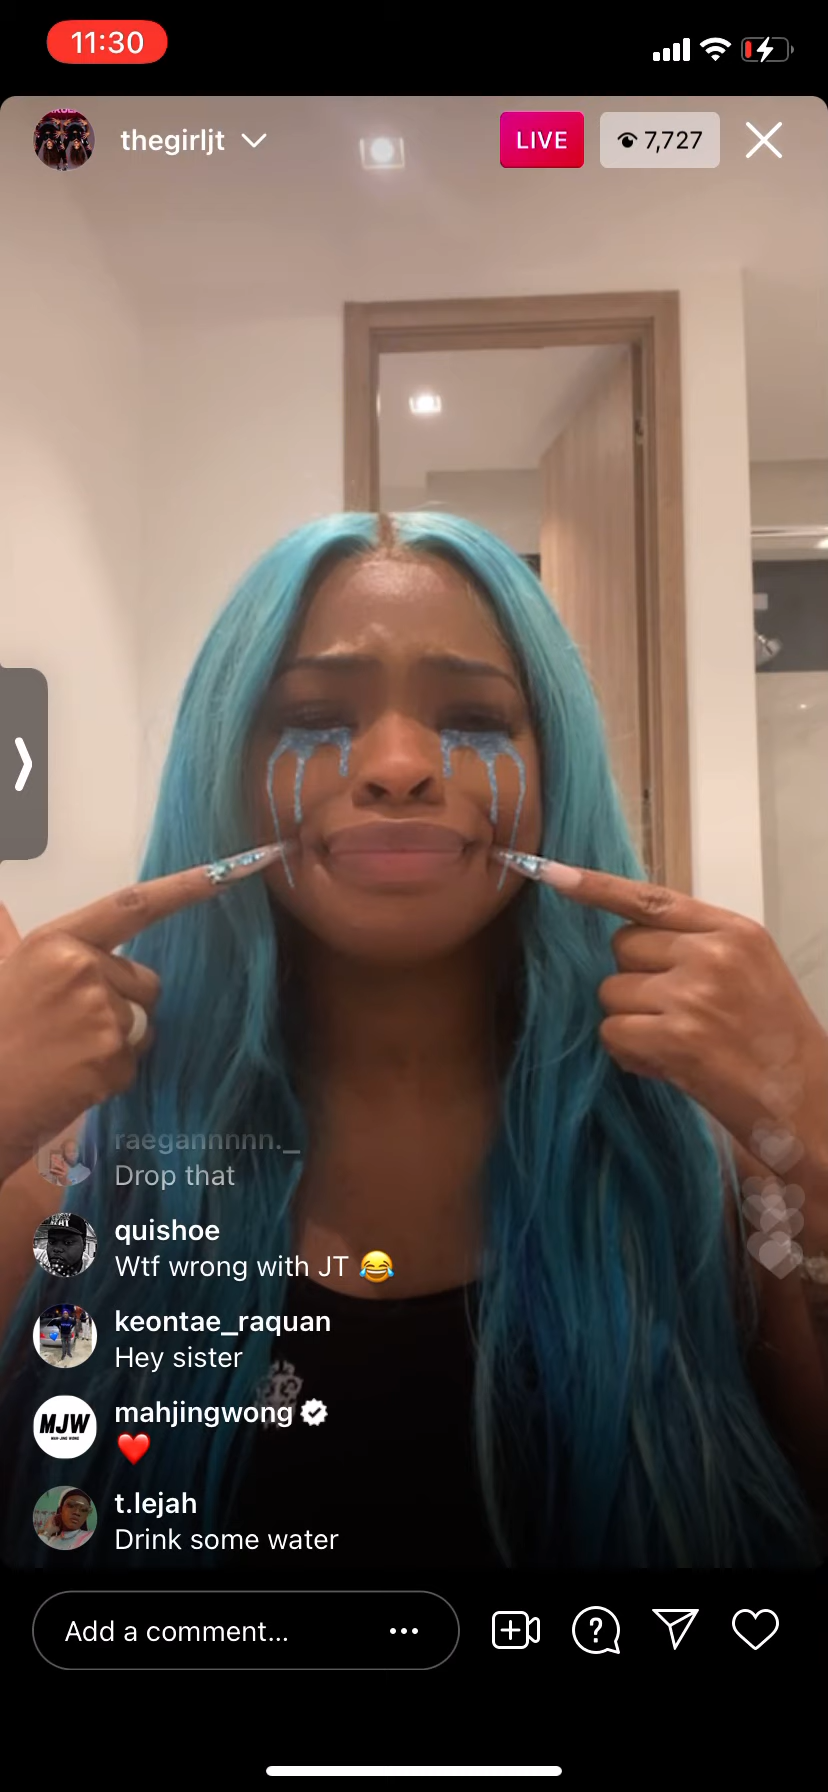 11:30
thegirljt
LIVE
7,727
raegannnnn._
Drop that
quishoe
Wtf wrong with JT 😂
keontae_raquan
Hey sister
MJW
mahjingwong
❤️
t.lejah
Drink some water
Add a comment...